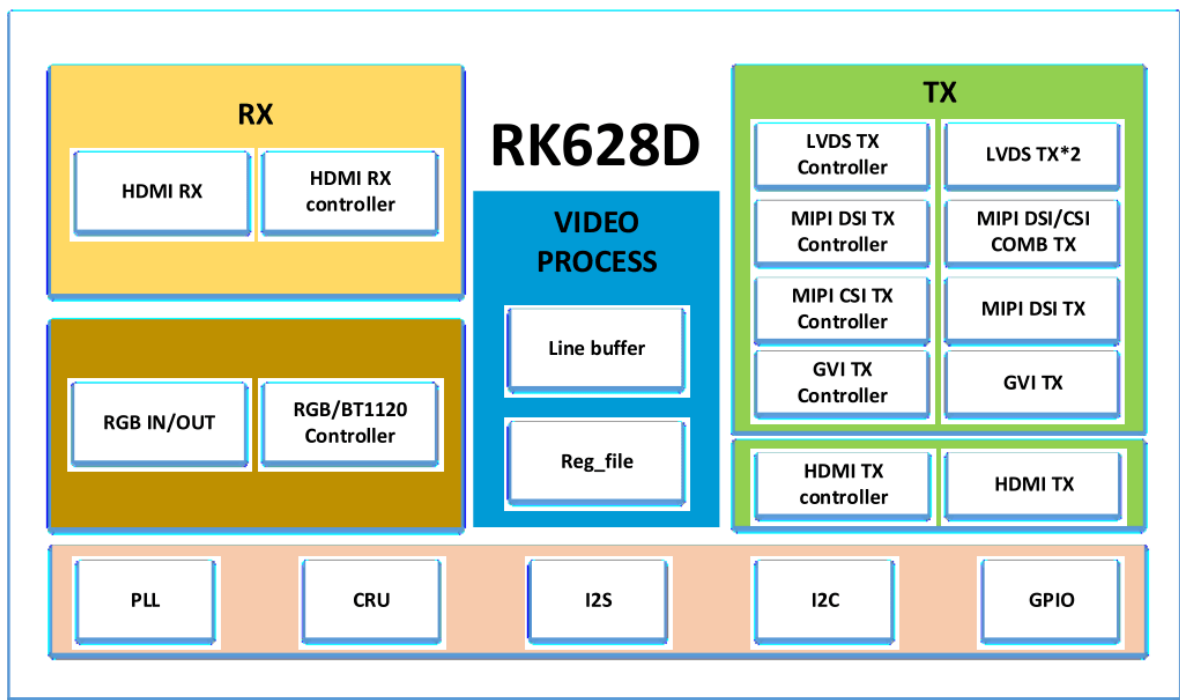 RX
HDMI RX
HDMI RX
controller
RGB IN/OUT
RGB/BT1120
Controller
RK628D
VIDEO
PROCESS
Line buffer
Reg_file
TX
LVDS TX
Controller
LVDS TX*2
MIPI DSI TX
Controller
MIPI DSI/CSI
COMB TX
MIPI CSI TX
Controller
MIPI DSI TX
GVI TX
Controller
GVI TX
HDMI TX
controller
HDMI TX
PLL
CRU
I2S
I2C
GPIO